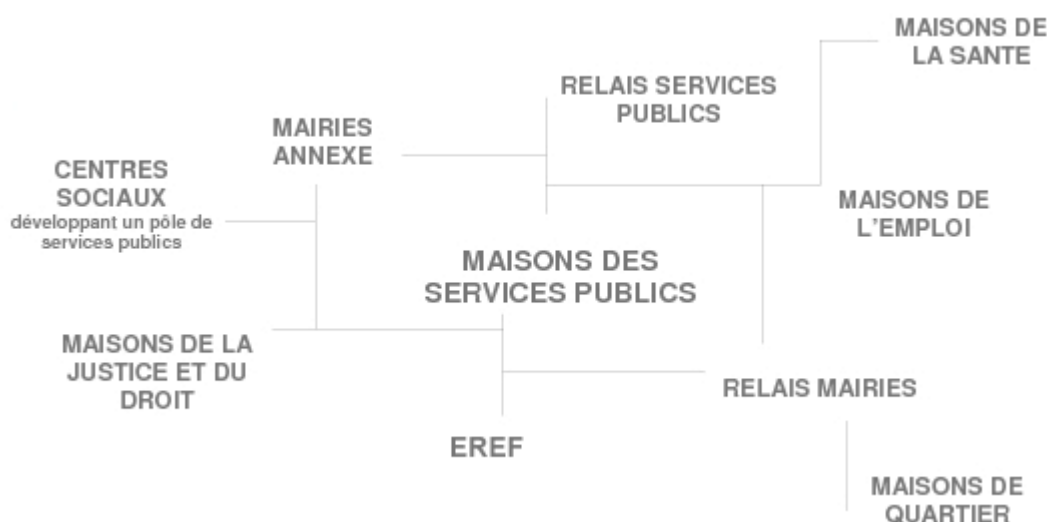 MAISONS DE
LA SANTE
RELAIS SERVICES
PUBLICS
MAIRIES
ANNEXE
CENTRES
SOCIAUX
développant un pôle de
services publics
MAISONS DE
L'EMPLOI
MAISONS DES
SERVICES PUBLICS
MAISONS DE LA
JUSTICE ET DU
DROIT
RELAIS MAIRIES
EREF
MAISONS DE
QUARTIER